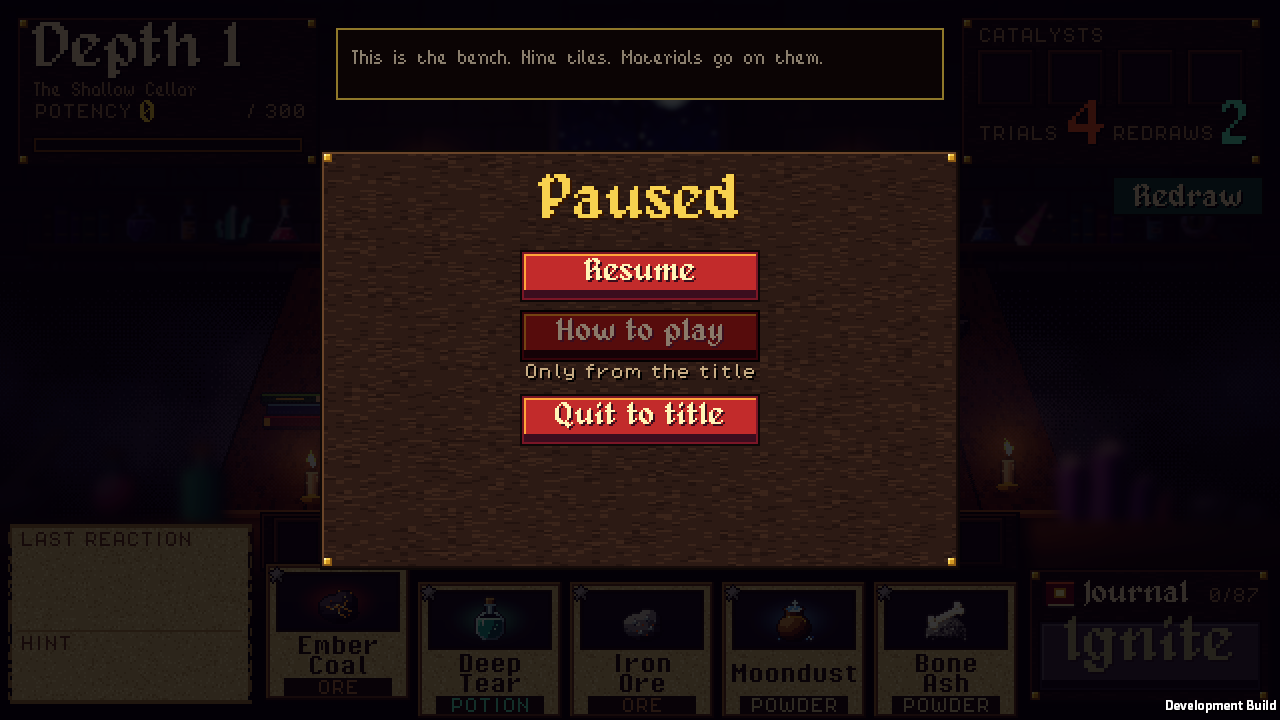 Depth 1
The Shallow Cellar
POTENCY 0 / 300
This is the bench. Nine tiles. Materials go on them.
CATALYSTS
TRIALS 4 REDRAWS 2
Redraw
Paused
Resume
How to play
Only from the title
Quit to title
LAST REACTION
HINT
Ember
Coal
ORE
Deep
Tear
POTION
Iron
Ore
ORE
Moondust
POWDER
Bone
Ash
POWDER
Journal 0/87
Ignite
Development Build